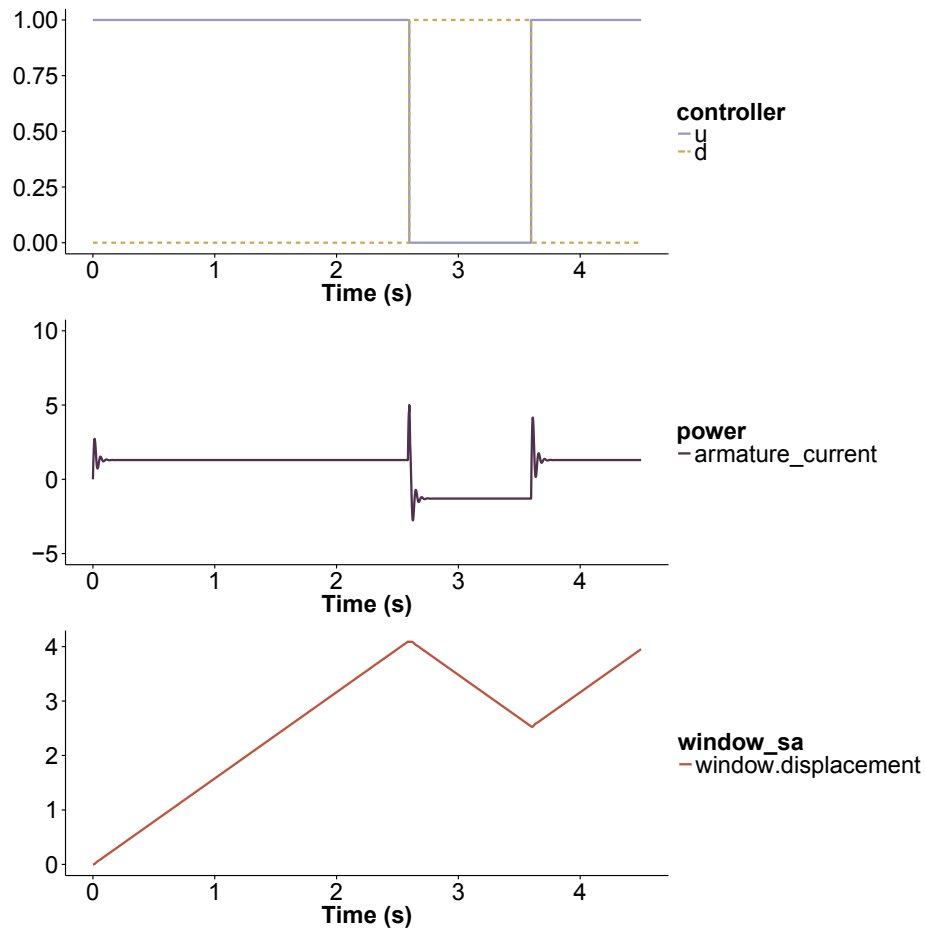 1.00
0.75
0.50
0.25
0.00
0 1 2 3 4
Time (s)
controller
u
d
10
5
0
−5
0 1 2 3 4
Time (s)
power
armature_current
4
3
2
1
0
0 1 2 3 4
Time (s)
window_sa
window.displacement